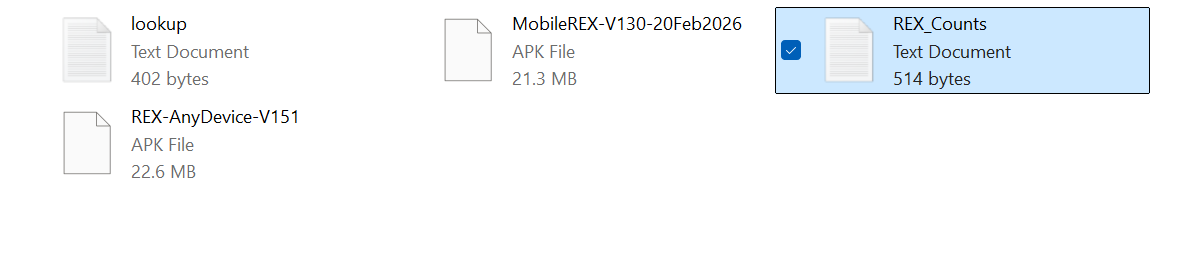 lookup
Text Document
402 bytes
MobileREX-V130-20Feb2026
APK File
21.3 MB
REX_Counts
Text Document
514 bytes
REX-AnyDevice-V151
APK File
22.6 MB